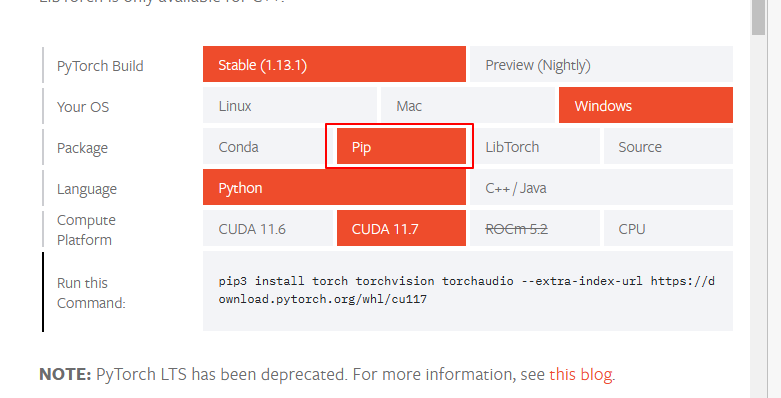 LibTorch is only available for C++.
PyTorch Build
Stable (1.13.1)
Preview (Nightly)
Your OS
Linux
Mac
Windows
Package
Conda
Pip
LibTorch
Source
Language
Python
C++ / Java
Compute
Platform
CUDA 11.6
CUDA 11.7
ROCm 5.2
CPU
Run this
Command:
pip3 install torch torchvision torchaudio --extra-index-url https://d
ownload.pytorch.org/whl/cu117
NOTE: PyTorch LTS has been deprecated. For more information, see this blog.